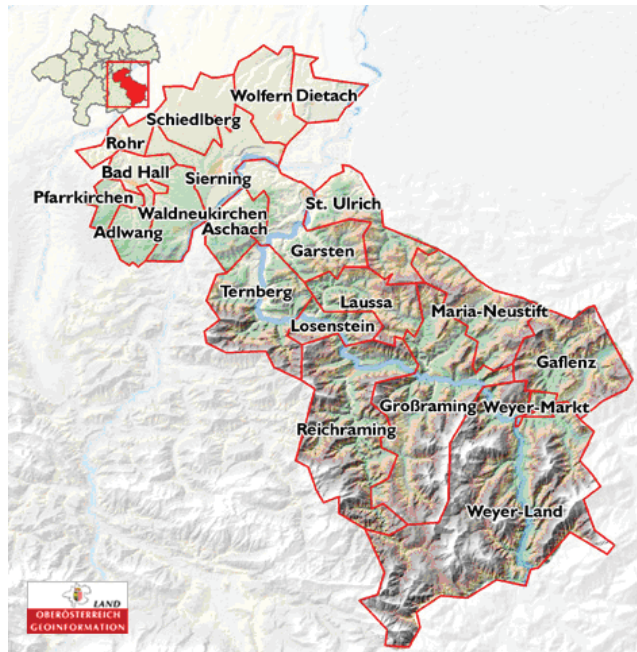 Wolfern
Dietach
Schiedlberg
Rohr
Bad Hall
Sierning
Pfarrkirchen
Waldneukirchen
St. Ulrich
Adlwang
Aschach
Garsten
Ternberg
Laussa
Maria-Neustift
Losenstein
Gaflenz
Großraming
Weyer-Markt
Reichraming
Weyer-Land
LAND
OBERÖSTERREICH
GEOINFORMATION